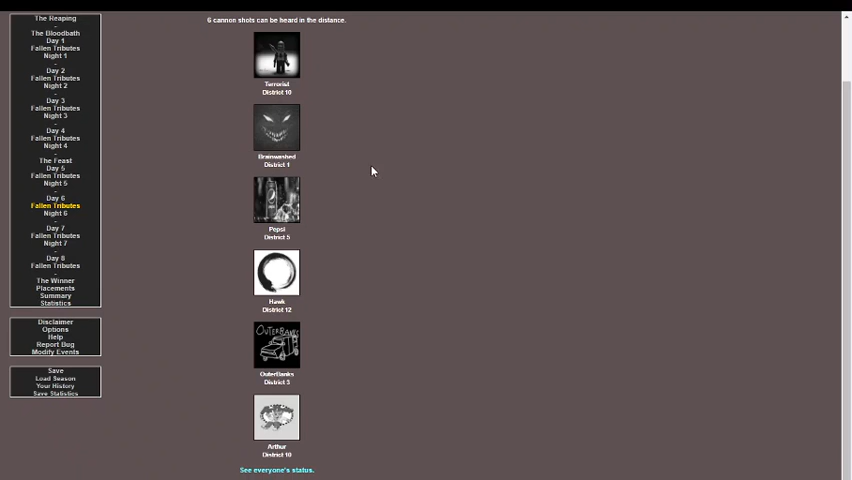 The Reaping
-
The Bloodbath
Day 1
Fallen Tributes
Night 1
-
Day 2
Fallen Tributes
Night 2
-
Day 3
Fallen Tributes
Night 3
-
Day 4
Fallen Tributes
Night 4
-
The Feast
Day 5
Fallen Tributes
Night 5
-
Day 6
Fallen Tributes
Night 6
-
Day 7
Fallen Tributes
Night 7
-
Day 8
Fallen Tributes
-
The Winner
Placements
Summary
Statistics
Disclaimer
Options
Help
Report Bug
Modify Events
Save
Load Season
Your History
Save Statistics
6 cannon shots can be heard in the distance.
Terrorist
District 10
Brainwashed
District 1
Pepsi
District 5
Hawk
District 12
OUTERBANKS
OuterBanks
District 3
Arthur
District 10
See everyone's status.